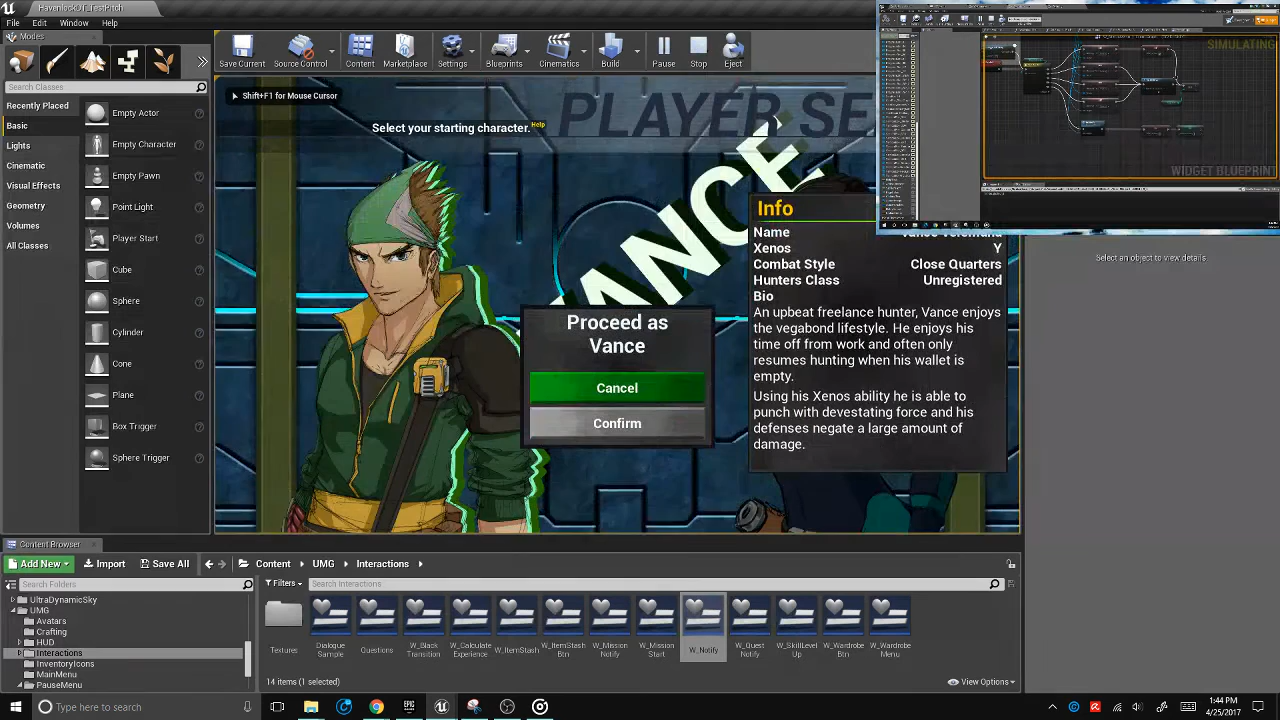 HavenlockOfLiestPitch
File Edit Window Help
Modes
Search Classes
Recently Placed
Basic
Lights
Cinematic
Visual Effects
Geometry
Volumes
All Classes
Empty Actor
Empty Character
Empty Pawn
Point Light
Player Start
Cube
Sphere
Cylinder
Cone
Plane
Box Trigger
Sphere Trigger
Save Current
Source Control
Content
Marketplace
Settings
Blueprints
Cinematics
Build
Pause
Stop
Eject
Shift+F1 for Mouse Cursor
PLAYER SE
Select your starting character. Help
VANCE
Proceed as
Vance
Cancel
Confirm
Info
Name
Xenos Y
Combat Style Close Quarters
Hunters Class Unregistered
Bio
An upbeat freelance hunter, Vance enjoys
the vegabond lifestyle. He enjoys his
time off from work and often only
resumes hunting when his wallet is
empty.
Using his Xenos ability he is able to
punch with devestating force and his
defenses negate a large amount of
damage.
SIMULATING
WIDGET BLUEPRINT
Select an object to view details
Content Browser
Add New Import Save All Content UMG Interactions
Search Folders
Filters
Search Interactions
UltraDynamicSky
UMG
Avatars
Crafting
HUD
Interactions
InventoryIcons
MainMenu
PauseMenu
Textures
Dialogue
Sample
Questions
W_Black
Transition
W_Calculate
Experience
W_ItemStash
W_ItemStash
Btn
W_Mission
Notify
W_Mission
Start
W_Notify
W_Quest
Notify
W_SkillLevel
Up
W_Wardrobe
Btn
W_Wardrobe
Menu
14 items (1 selected)
View Options
Type here to search
1:44 PM
4/25/2017